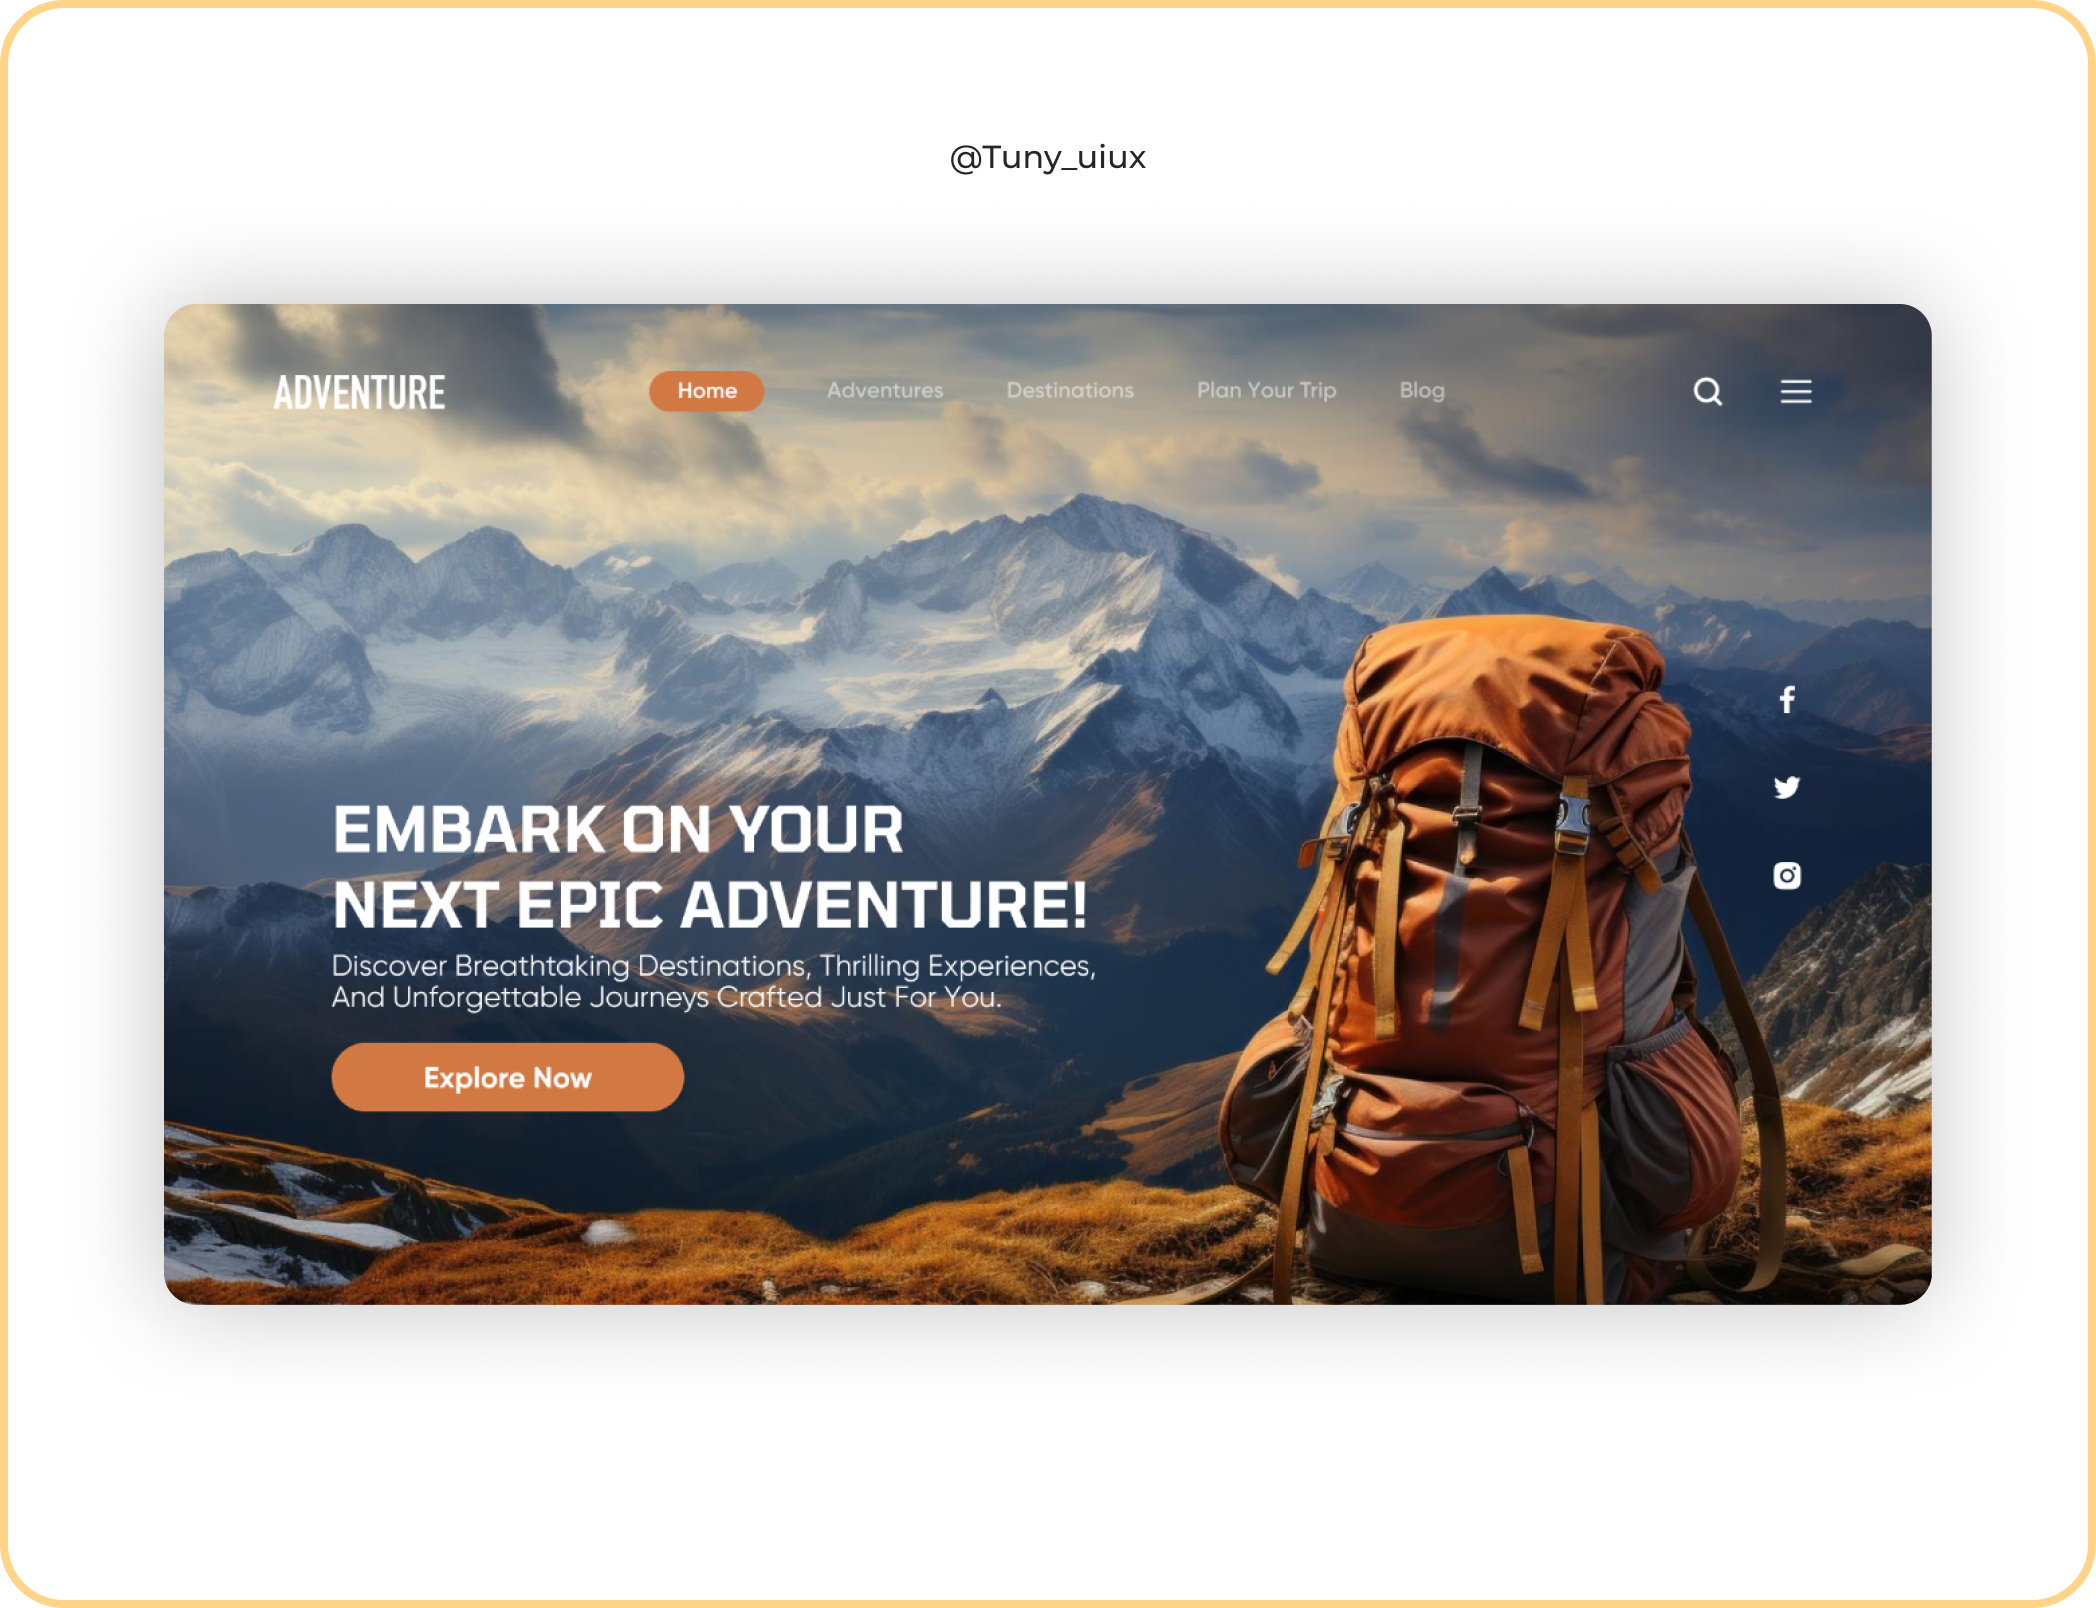 @Tuny_uiux
ADVENTURE
Home Adventures Destinations Plan Your Trip Blog
EMBARK ON YOUR
NEXT EPIC ADVENTURE!
Discover Breathtaking Destinations, Thrilling Experiences,
And Unforgettable Journeys Crafted Just For You.
Explore Now